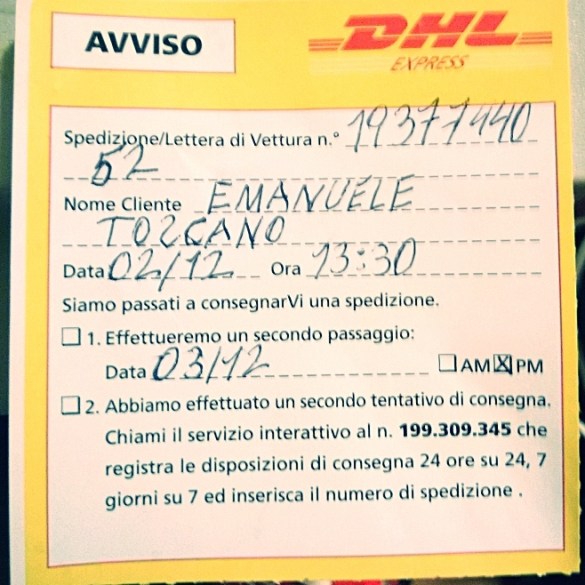 AVVISO
DHL
EXPRESS
Spedizione/Lettera di Vettura n.° 19377440
52
Nome Cliente EMANUELE
TOSCANO
Data 02/12 Ora 13:30
Siamo passati a consegnarVi una spedizione.
☐ 1. Effettueremo un secondo passaggio:
Data 03/12 ☐ AM ☒ PM
☐ 2. Abbiamo effettuato un secondo tentativo di consegna.
Chiami il servizio interattivo al n. 199.309.345 che
registra le disposizioni di consegna 24 ore su 24, 7
giorni su 7 ed inserisca il numero di spedizione .